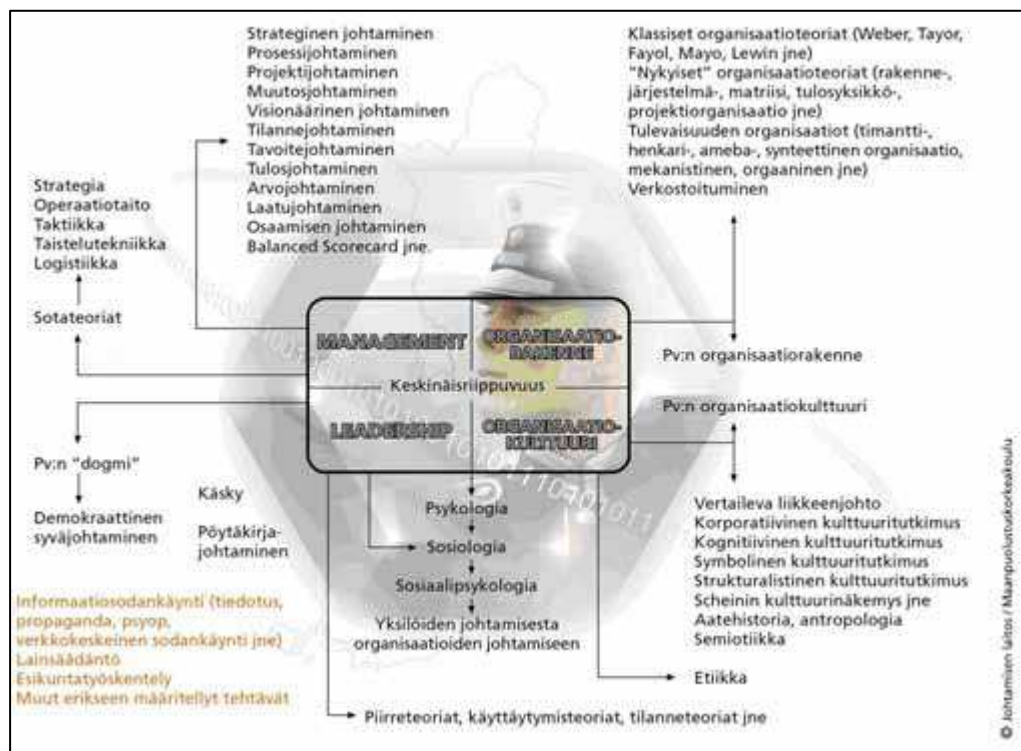 Strateginen johtaminen
Prosessijohtaminen
Projektijohtaminen
Muutosjohtaminen
Visionäärinen johtaminen
Tilannejohtaminen
Tavoitejohtaminen
Tulosjohtaminen
Arvojohtaminen
Laatujohtaminen
Osaamisen johtaminen
Balanced Scorecard jne.
Klassiset organisaatioteoriat (Weber, Tayor,
Fayol, Mayo, Lewin jne)
"Nykyiset" organisaatioteoriat (rakenne-,
järjestelmä-, matriisi, tulosyksikkö-,
projektiorganisaatio jne)
Tulevaisuuden organisaatiot (timantti-,
henkari-, ameba-, synteettinen organisaatio,
mekanistinen, orgaaninen jne)
Verkostoituminen
Strategia
Operaatiotaito
Taktiikka
Taistelutekniikka
Logistiikka
Sotateoriat
MANAGEMENT
ORGANISAATIO-
RAKENNE
Keskinäisriippuvuus
LEADERSHIP
ORGANISAATIO-
KULTTUURI
Pv:n organisaatiorakenne
Pv:n organisaatiokulttuuri
Pv:n "dogmi"
Demokraattinen
syväjohtaminen
Käsky
Pöytäkirja-
johtaminen
Psykologia
Sosiologia
Sosiaalipsykologia
Yksilöiden johtamisesta
organisaatioiden johtamiseen
Vertaileva liikkeenjohto
Korporatiivinen kulttuuritutkimus
Kognitiivinen kulttuuritutkimus
Symbolinen kulttuuritutkimus
Strukturalistinen kulttuuritutkimus
Scheinin kulttuurinäkemys jne
Aatehistoria, antropologia
Semiotiikka
Informaatiosodankäynti (tiedotus,
propaganda, psyop,
verkkokeskeinen sodankäynti jne)
Lainsäädäntö
Esikuntatyöskentely
Muut erikseen määritellyt tehtävät
Etiikka
Piirreteoriat, käyttäytymisteoriat, tilanneteoriat jne
© Johtamisen laitos / Maanpuolustuskorkeakoulu